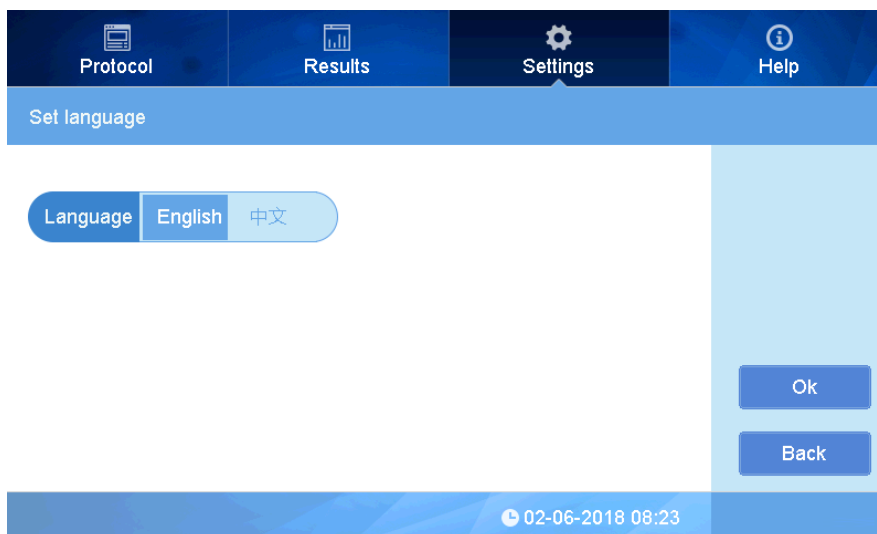 Protocol
Results
Settings
Help
Set language
Language
English
中文
Ok
Back
02-06-2018 08:23